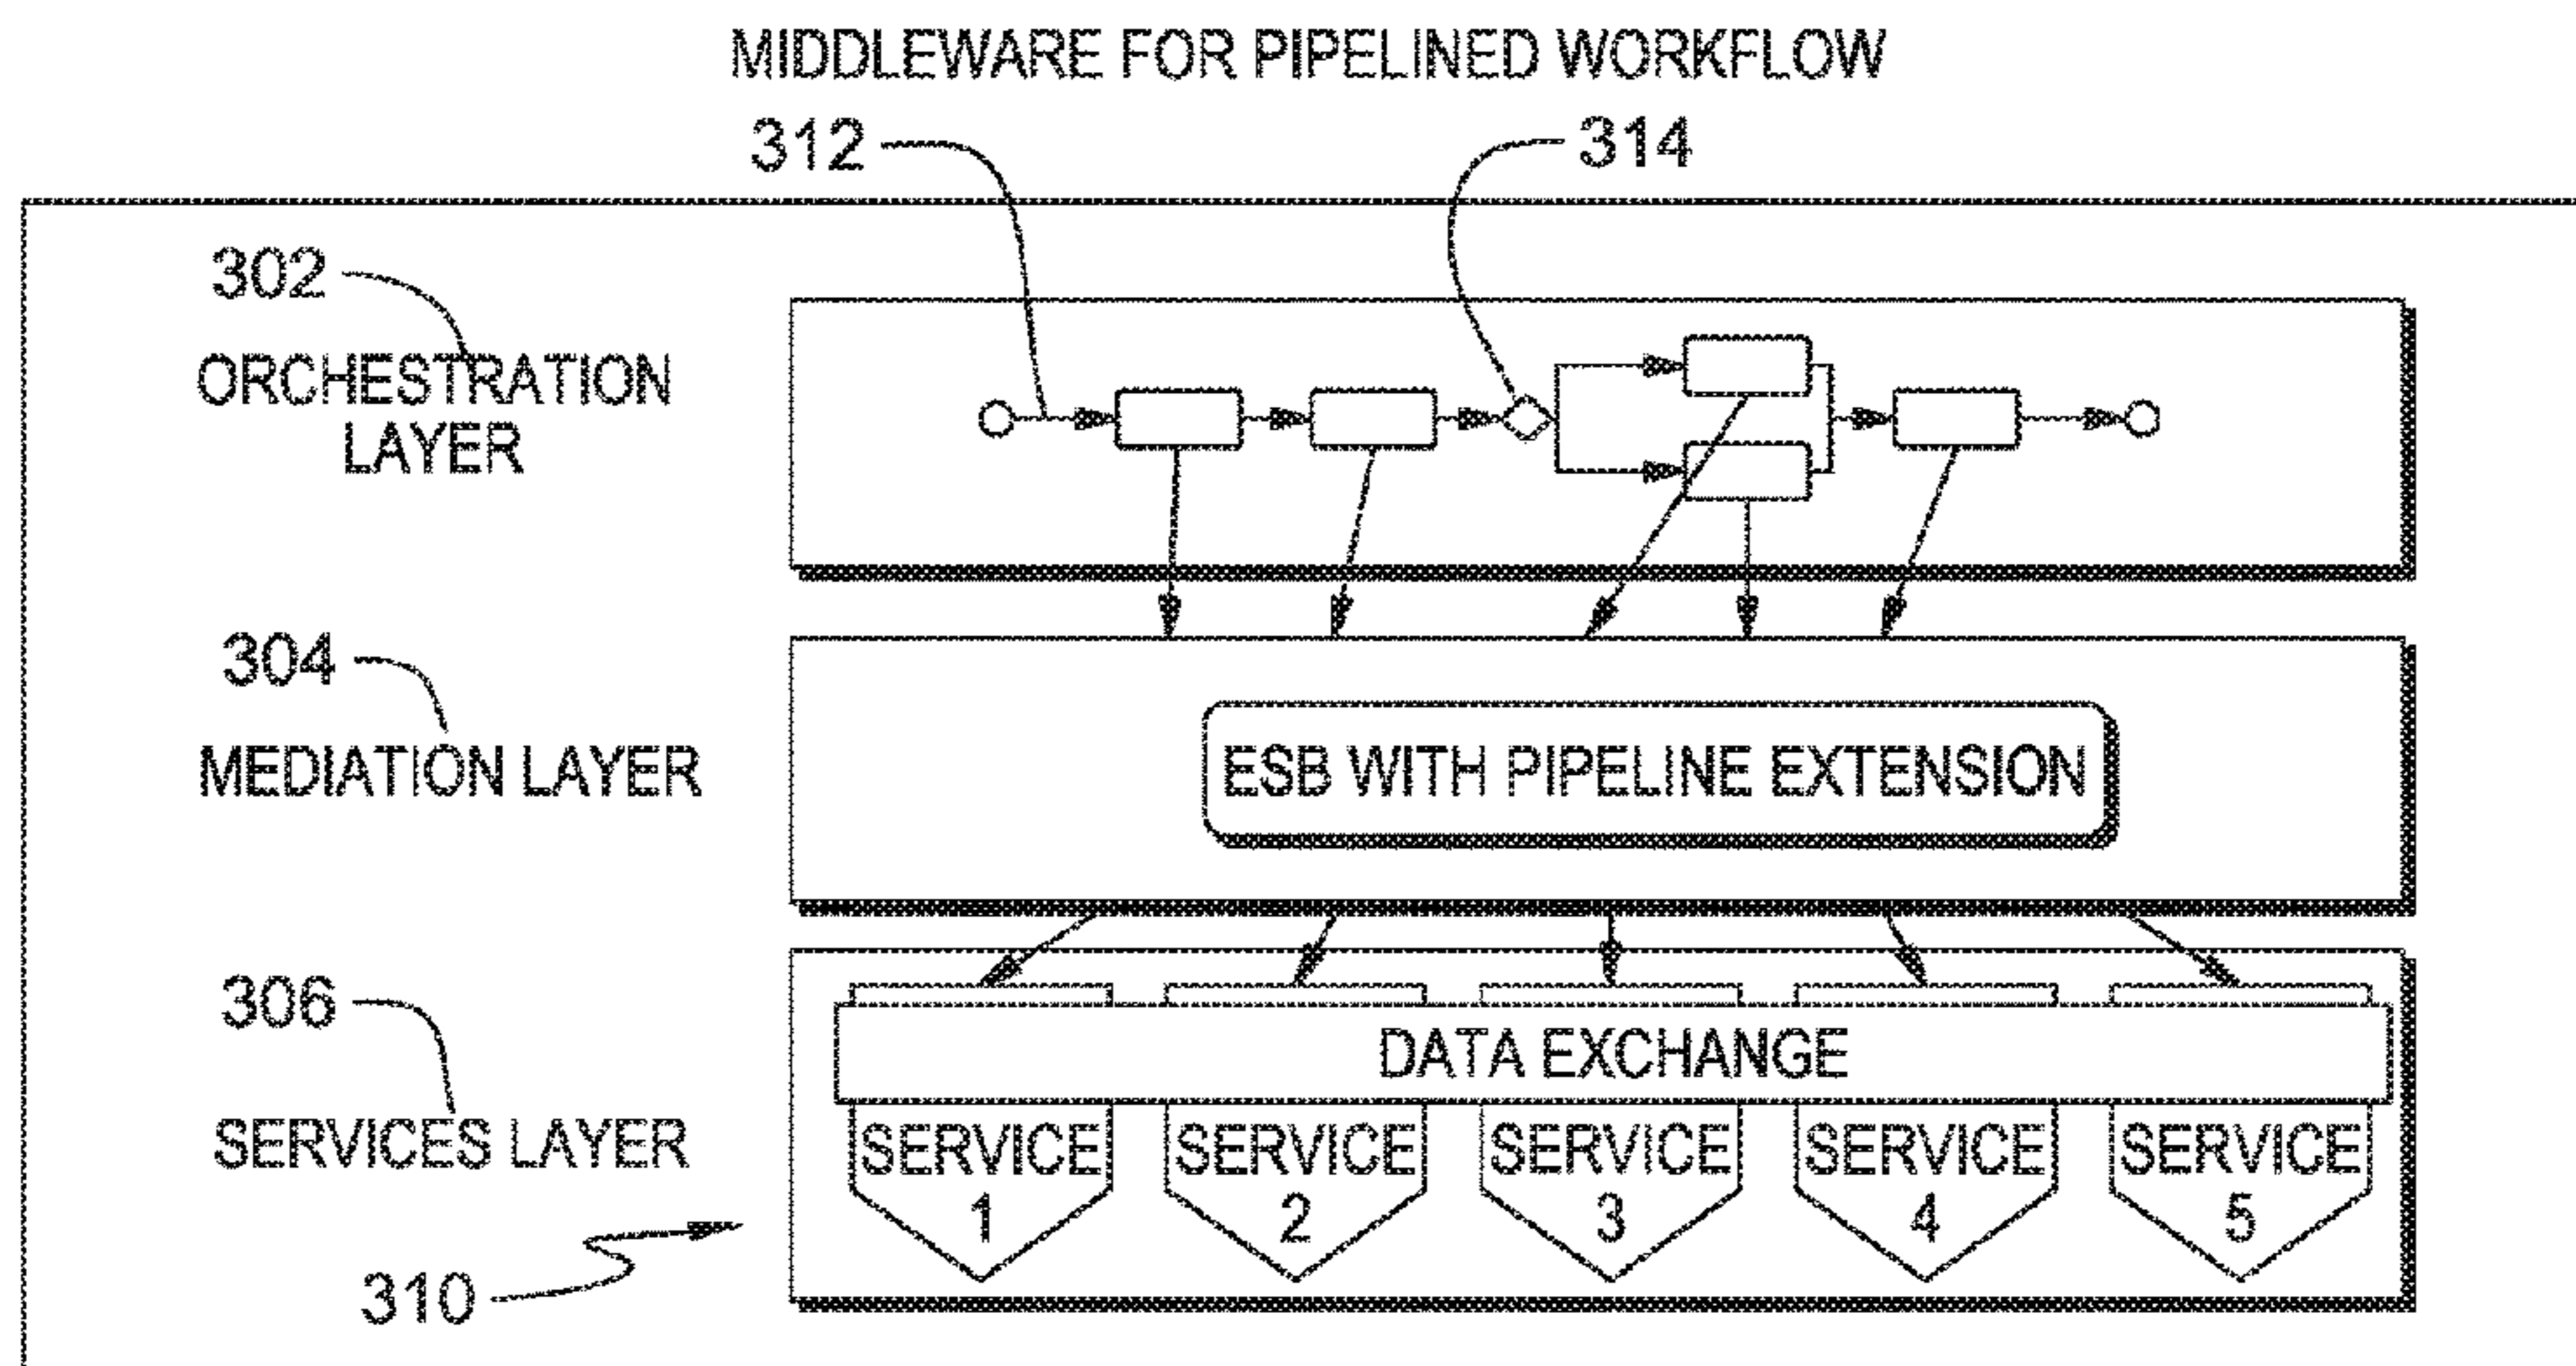 MIDDLEWARE FOR PIPELINED WORKFLOW
312
314
302
ORCHESTRATION
LAYER
304
MEDIATION LAYER
ESB WITH PIPELINE EXTENSION
306
SERVICES LAYER
DATA EXCHANGE
SERVICE
1
SERVICE
2
SERVICE
3
SERVICE
4
SERVICE
5
310